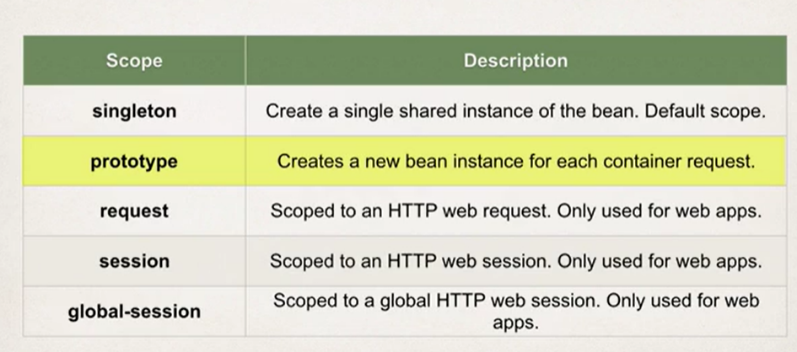 Scope Description
singleton Create a single shared instance of the bean. Default scope.
prototype Creates a new bean instance for each container request.
request Scoped to an HTTP web request. Only used for web apps.
session Scoped to an HTTP web session. Only used for web apps.
global-session Scoped to a global HTTP web session. Only used for web
apps.